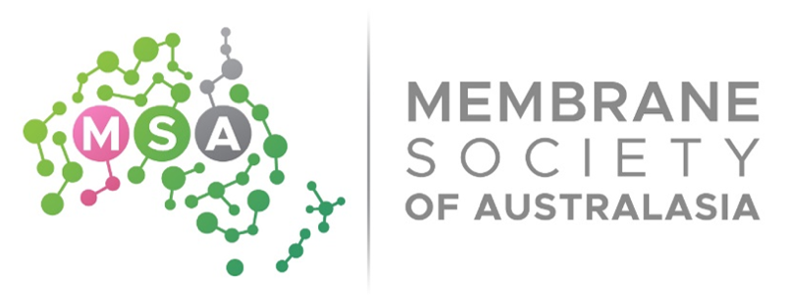 MSA
MEMBRANE
SOCIETY
OF AUSTRALASIA